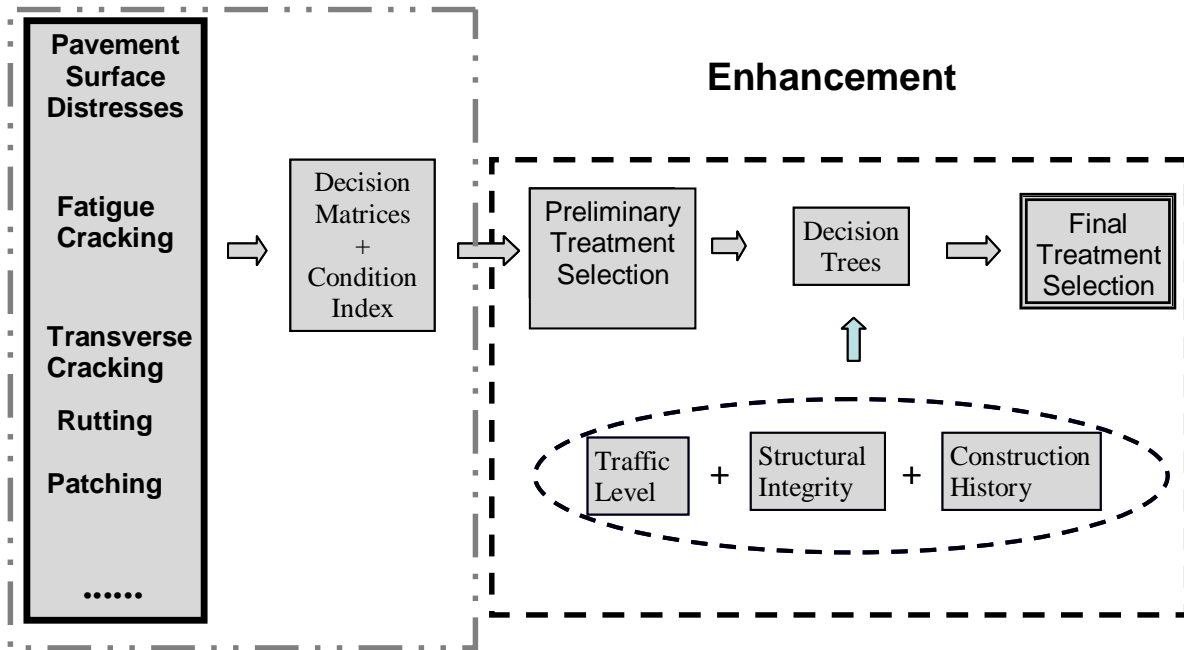 Pavement
Surface
Distresses
Fatigue
Cracking
Transverse
Cracking
Rutting
Patching
......
Decision
Matrices
+
Condition
Index
Enhancement
Preliminary
Treatment
Selection
Decision
Trees
Final
Treatment
Selection
Traffic
Level
+
Structural
Integrity
+
Construction
History